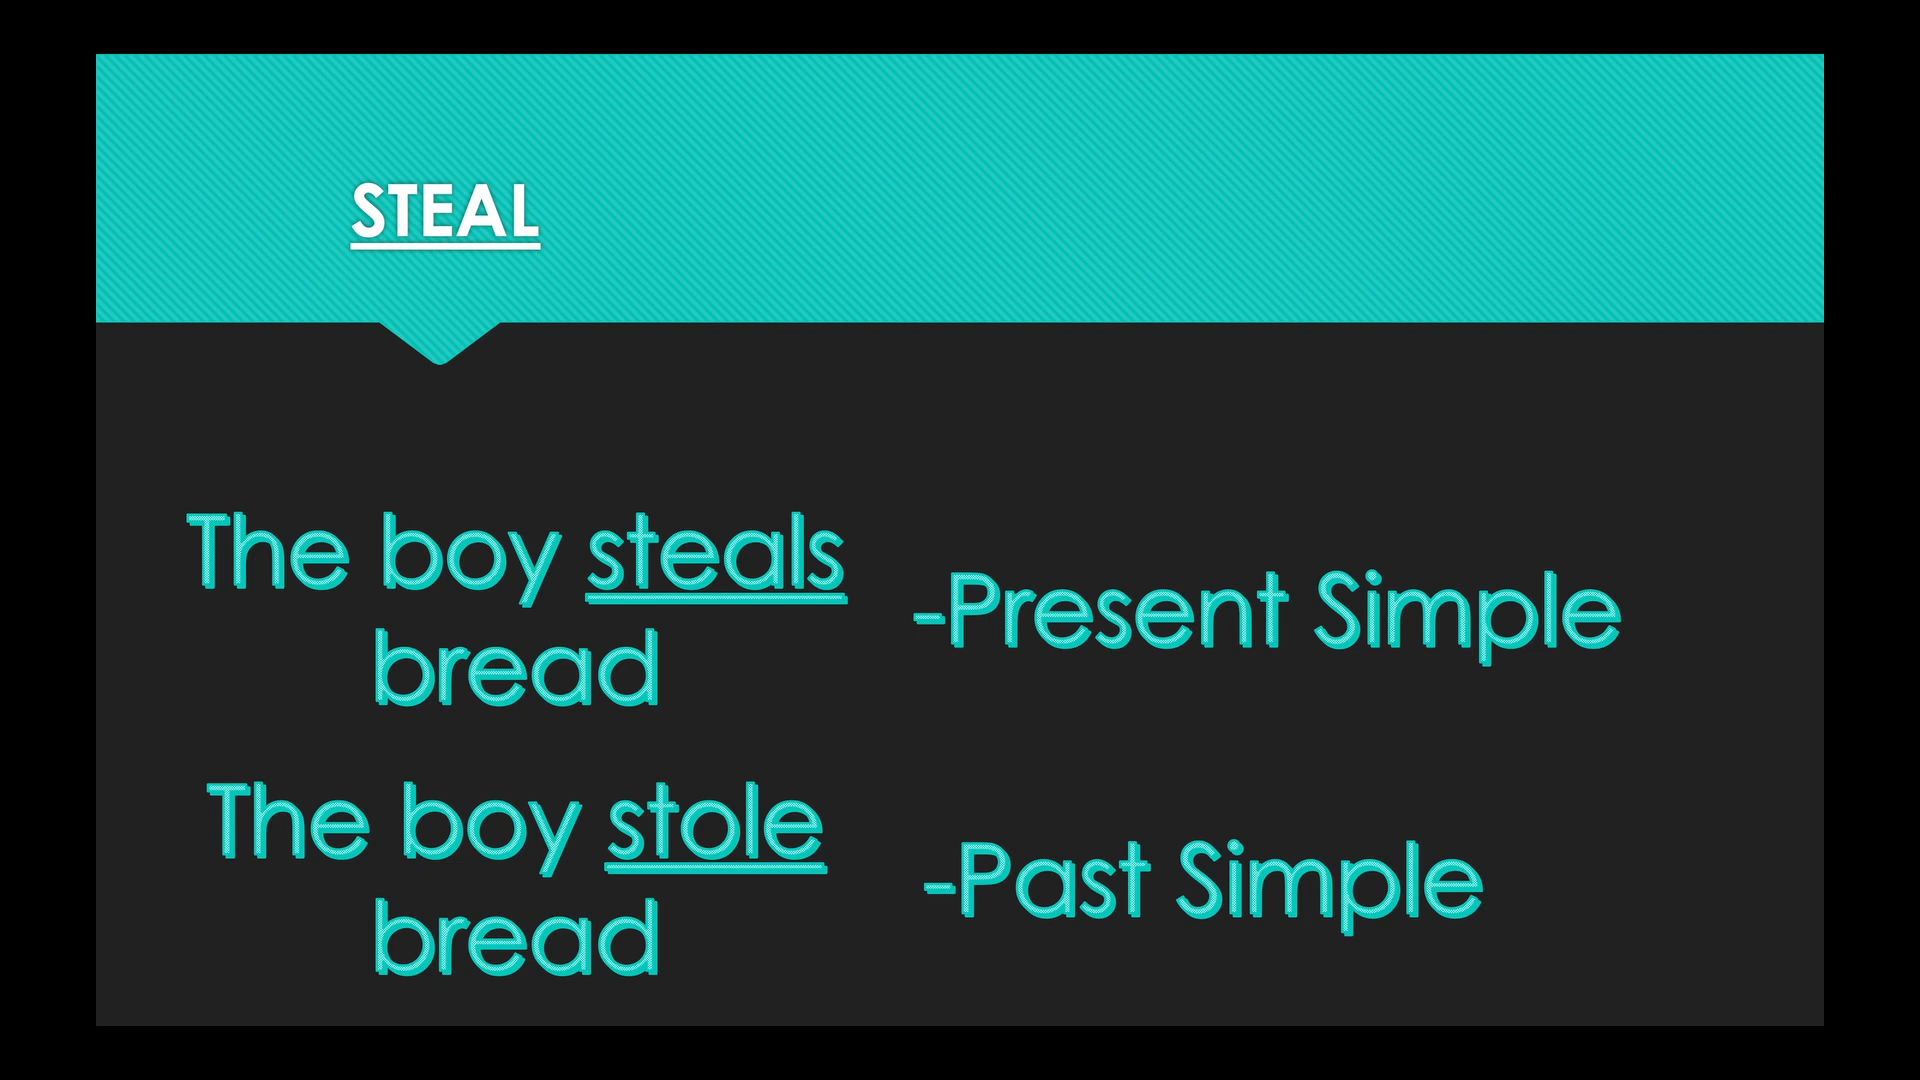 STEAL
The boy steals
bread
-Present Simple
The boy stole
bread
-Past Simple